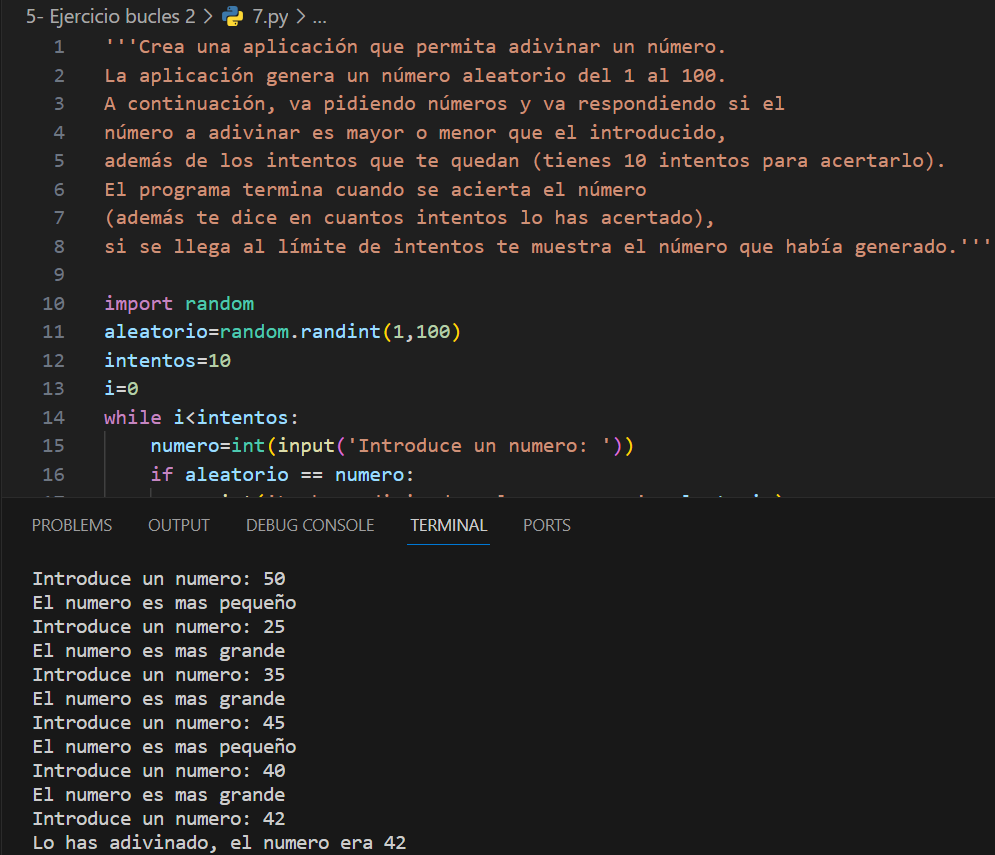 5- Ejercicio bucles 2 > 7.py > ...
1 '''Crea una aplicación que permita adivinar un número.
2 La aplicación genera un número aleatorio del 1 al 100.
3 A continuación, va pidiendo números y va respondiendo si el
4 número a adivinar es mayor o menor que el introducido,
5 además de los intentos que te quedan (tienes 10 intentos para acertarlo).
6 El programa termina cuando se acierta el número
7 (además te dice en cuantos intentos lo has acertado),
8 si se llega al límite de intentos te muestra el número que había generado.'''
9
10 import random
11 aleatorio=random.randint(1,100)
12 intentos=10
13 i=0
14 while i<intentos:
15 numero=int(input('Introduce un numero: '))
16 if aleatorio == numero:
PROBLEMS OUTPUT DEBUG CONSOLE TERMINAL PORTS
Introduce un numero: 50
El numero es mas pequeño
Introduce un numero: 25
El numero es mas grande
Introduce un numero: 35
El numero es mas grande
Introduce un numero: 45
El numero es mas pequeño
Introduce un numero: 40
El numero es mas grande
Introduce un numero: 42
Lo has adivinado, el numero era 42